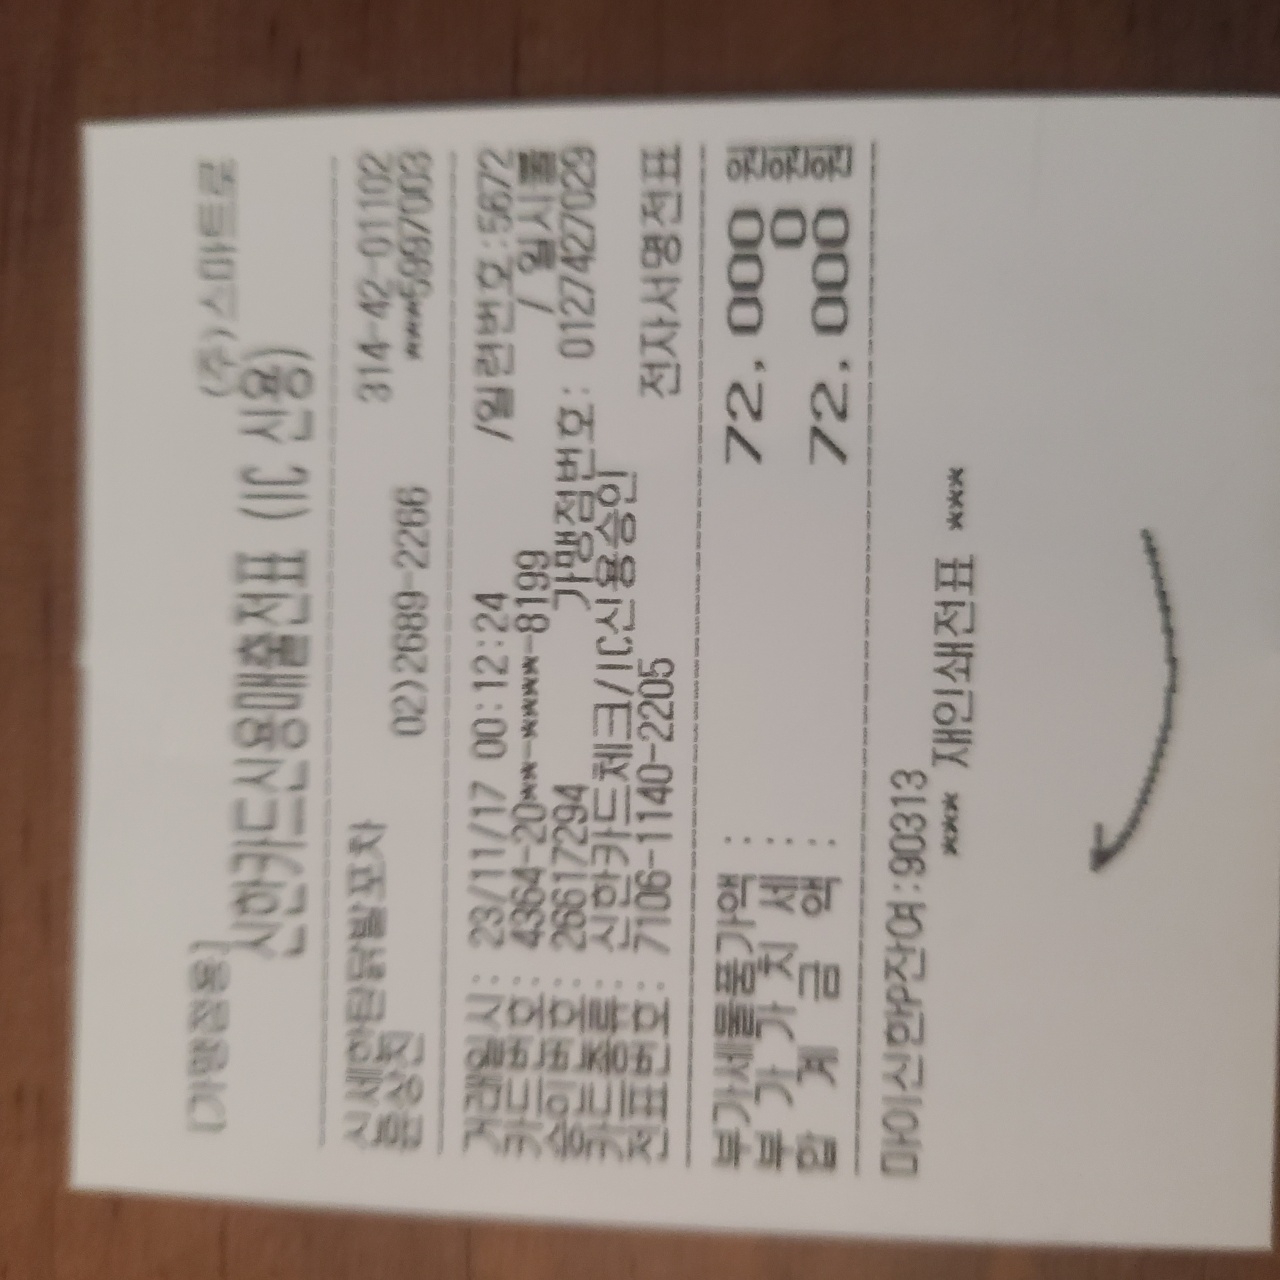 [가맹점용] (주)스마트로
신한카드신용매출전표 (IC 신용)
신세한탄닭발포차 314-42-01102
윤상진 02)2689-2266 ****5997003
거래일시: 23/11/17 00:12:24 /일련번호:5672
카드번호: 4364-20**-****-8199 / 일시불
승인번호: 26617294 가맹점번호: 01274427029
카드종류: 신한카드체크/IC신용승인
전표번호: 7106-1140-2205 전자서명전표
부가세물품가액 : 72,000 원
부 가 가 치 세 : 0 원
합 계 금 액 : 72,000 원
마이신한P잔여:90313
*** 재인쇄전표 ***